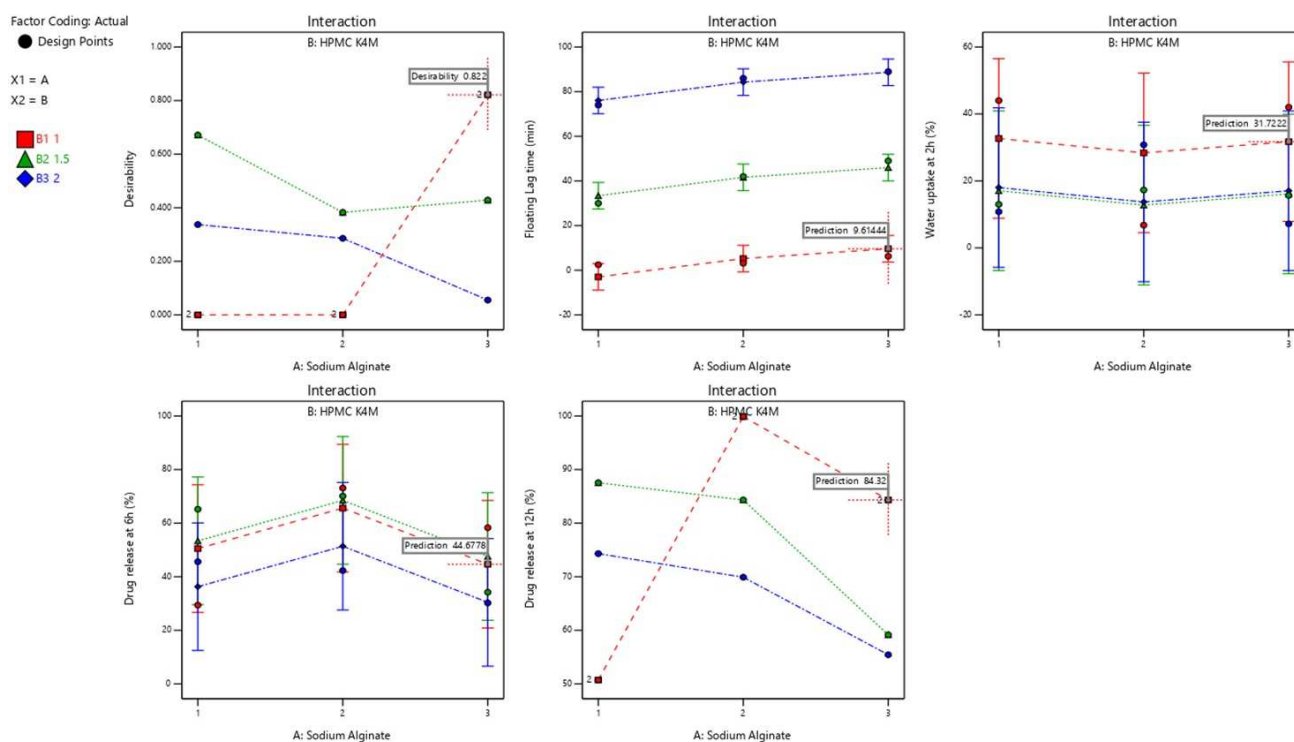 Factor Coding: Actual
Design Points
X1 = A
X2 = B
B1 1
B2 1.5
B3 2
Interaction
B: HPMC K4M
Desirability
1.000
0.800
0.600
0.400
0.200
0.000
Desirability 0.822
2
2
2
1
2
3
A: Sodium Alginate
Interaction
B: HPMC K4M
Floating Lag time (min)
100
80
60
40
20
0
-20
Prediction 9.61444
1
2
3
A: Sodium Alginate
Interaction
B: HPMC K4M
Water uptake at 2h (%)
60
40
20
0
-20
Prediction 31.7222
1
2
3
A: Sodium Alginate
Interaction
B: HPMC K4M
Drug release at 6h (%)
100
80
60
40
20
0
Prediction 44.6778
1
2
3
A: Sodium Alginate
Interaction
B: HPMC K4M
Drug release at 12h (%)
100
90
80
70
60
50
2
Prediction 84.32
2
2
1
2
3
A: Sodium Alginate